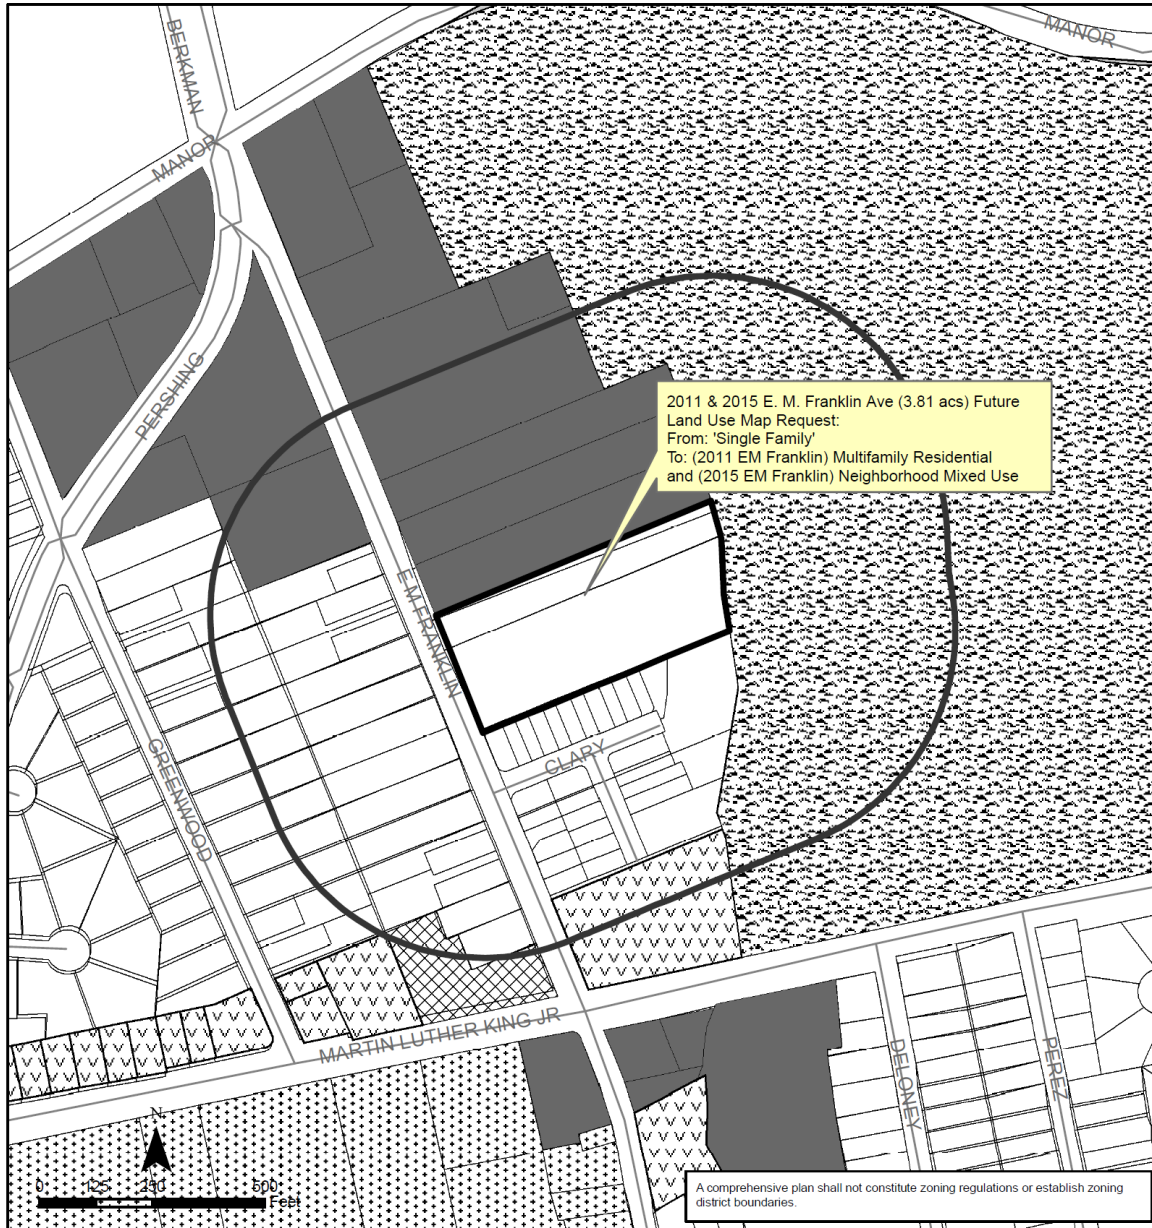 MANOR
BERKMAN
MANOR
PERSHING
2011 & 2015 E. M. Franklin Ave (3.81 acs) Future
Land Use Map Request:
From: 'Single Family'
To: (2011 EM Franklin) Multifamily Residential
and (2015 EM Franklin) Neighborhood Mixed Use
E M FRANKLIN
GREENWOOD
CLARY
MARTIN LUTHER KING JR
DELONEY
PEREZ
N
0 125 250 500
Feet
A comprehensive plan shall not constitute zoning regulations or establish zoning
district boundaries.